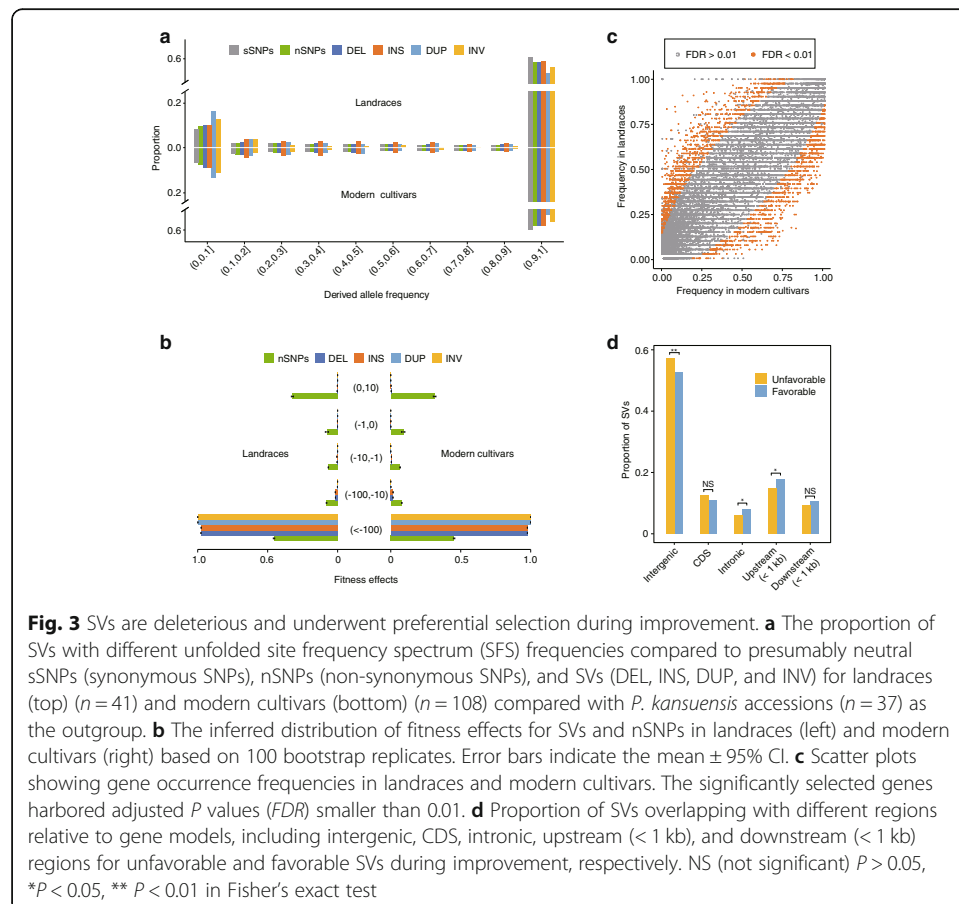 a
sSNPs nSNPs DEL INS DUP INV
0.6
0.2
0.0
0.2
0.6
Proportion
Landraces
Modern cultivars
(0,0.1]
(0.1,0.2]
(0.2,0.3]
(0.3,0.4]
(0.4,0.5]
(0.5,0.6]
(0.6,0.7]
(0.7,0.8]
(0.8,0.9]
(0.9,1]
Derived allele frequency
c
FDR > 0.01 FDR < 0.01
1.00
0.75
0.50
0.25
0.00
Frequency in landraces
0.00 0.25 0.50 0.75 1.00
Frequency in modern cultivars
b
nSNPs DEL INS DUP INV
(0,10)
(-1,0)
(-10,-1)
(-100,-10)
(<-100)
Landraces
Modern cultivars
1.0 0.6 0 0 0.5 1.0
Fitness effects
d
0.6
0.4
0.2
0
Proportion of SVs
Unfavorable
Favorable
**
NS
*
*
NS
Intergenic
CDS
Intronic
Upstream
(< 1 kb)
Downstream
(< 1 kb)
Fig. 3 SVs are deleterious and underwent preferential selection during improvement. a The proportion of
SVs with different unfolded site frequency spectrum (SFS) frequencies compared to presumably neutral
sSNPs (synonymous SNPs), nSNPs (non-synonymous SNPs), and SVs (DEL, INS, DUP, and INV) for landraces
(top) (n = 41) and modern cultivars (bottom) (n = 108) compared with P. kansuensis accessions (n = 37) as
the outgroup. b The inferred distribution of fitness effects for SVs and nSNPs in landraces (left) and modern
cultivars (right) based on 100 bootstrap replicates. Error bars indicate the mean ± 95% CI. c Scatter plots
showing gene occurrence frequencies in landraces and modern cultivars. The significantly selected genes
harbored adjusted P values (FDR) smaller than 0.01. d Proportion of SVs overlapping with different regions
relative to gene models, including intergenic, CDS, intronic, upstream (< 1 kb), and downstream (< 1 kb)
regions for unfavorable and favorable SVs during improvement, respectively. NS (not significant) P > 0.05,
*P < 0.05, ** P < 0.01 in Fisher's exact test